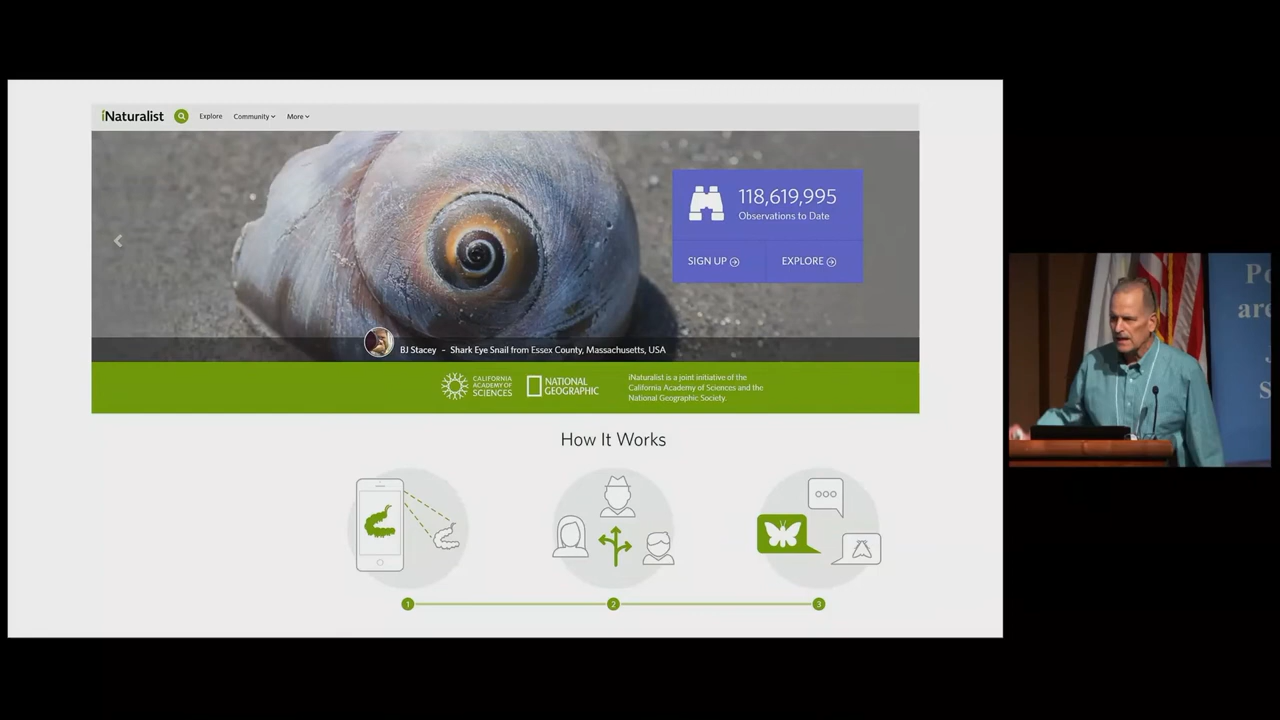 iNaturalist
Explore
Community
More
118,619,995
Observations to Date
SIGN UP
EXPLORE
BJ Stacey - Shark Eye Snail from Essex County, Massachusetts, USA
CALIFORNIA
ACADEMY OF
SCIENCES
NATIONAL
GEOGRAPHIC
iNaturalist is a joint initiative of the
California Academy of Sciences and the
National Geographic Society.
How It Works
1
2
3